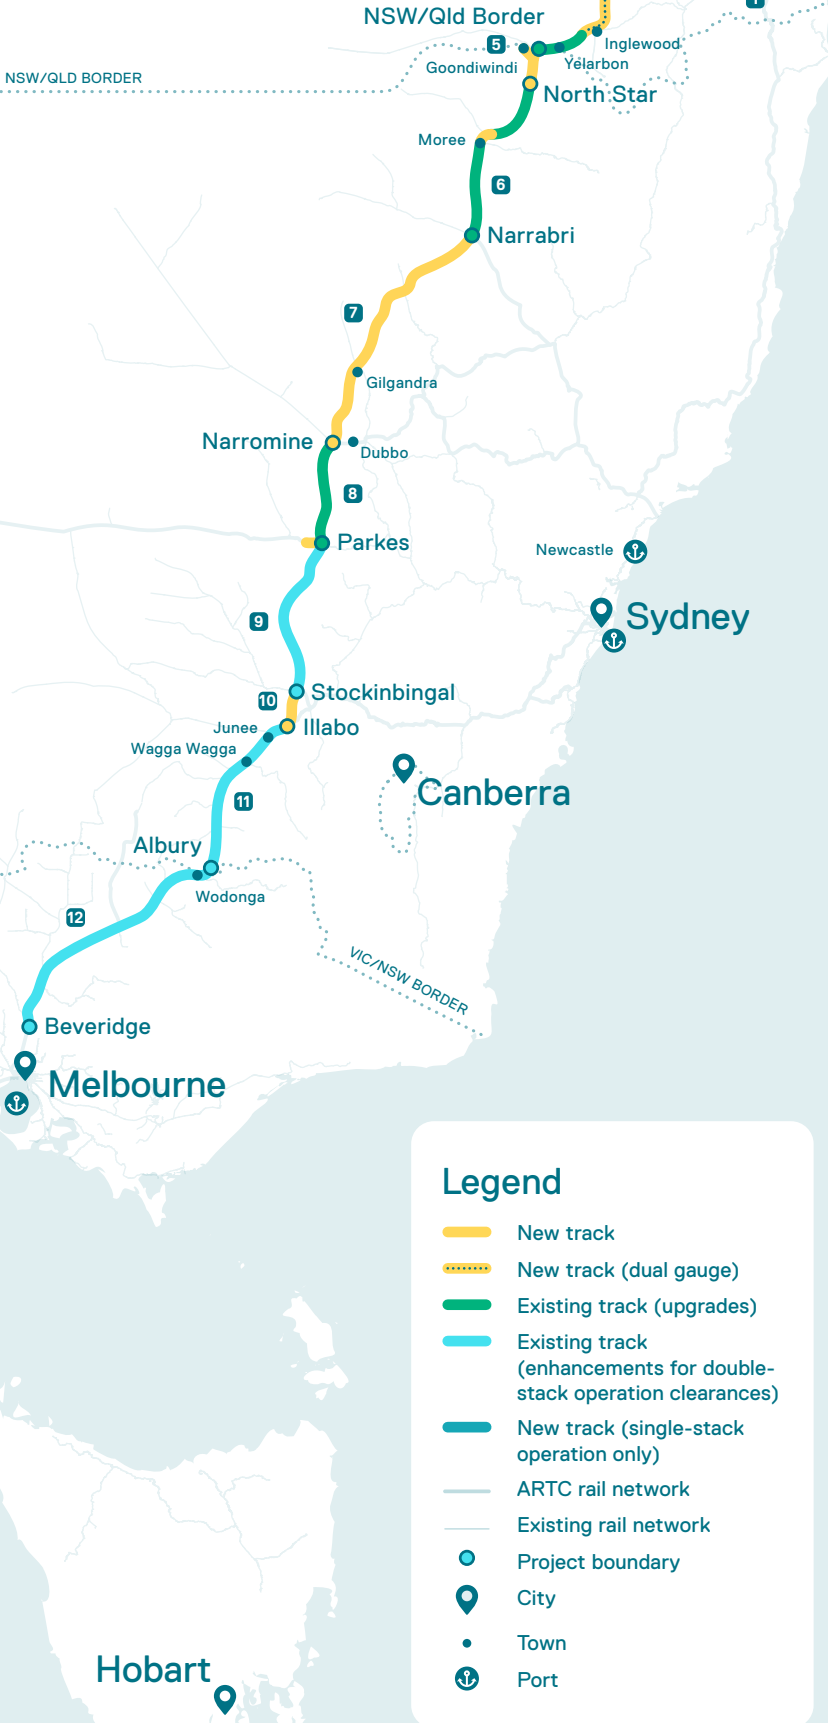 1
NSW/Qld Border
5
Inglewood
Yelarbon
Goondiwindi
NSW/QLD BORDER
North Star
Moree
6
Narrabri
7
Gilgandra
Narromine
Dubbo
8
Parkes
Newcastle
9
Sydney
Stockinbingal
10
Illabo
Junee
Wagga Wagga
Canberra
11
Albury
Wodonga
12
VIC/NSW BORDER
Beveridge
Melbourne
Legend
New track
New track (dual gauge)
Existing track (upgrades)
Existing track
(enhancements for double-
stack operation clearances)
New track (single-stack
operation only)
ARTC rail network
Existing rail network
Project boundary
City
Town
Port
Hobart